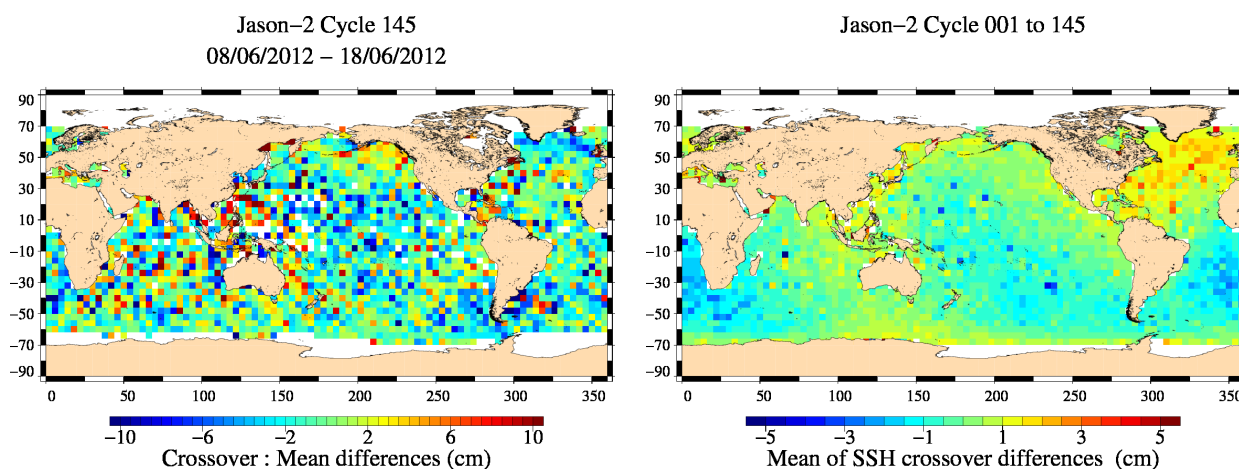 Jason−2 Cycle 145
08/06/2012 − 18/06/2012
90
70
50
30
10
−10
−30
−50
−70
−90
0 50 100 150 200 250 300 350
−10 −6 −2 2 6 10
Crossover : Mean differences (cm)
Jason−2 Cycle 001 to 145
90
70
50
30
10
−10
−30
−50
−70
−90
0 50 100 150 200 250 300 350
−5 −3 −1 1 3 5
Mean of SSH crossover differences (cm)